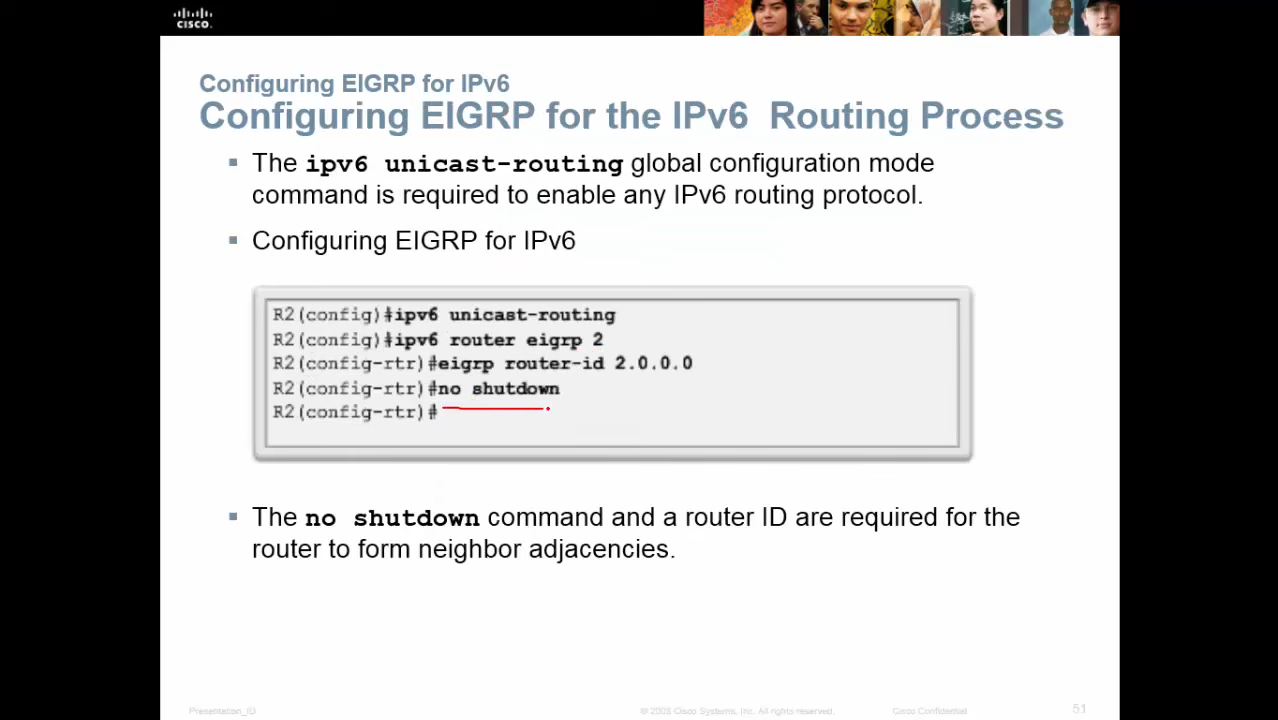 CISCO
Configuring EIGRP for IPv6
Configuring EIGRP for the IPv6 Routing Process
The ipv6 unicast-routing global configuration mode
command is required to enable any IPv6 routing protocol.
Configuring EIGRP for IPv6
R2(config)#ipv6 unicast-routing
R2(config)#ipv6 router eigrp 2
R2(config-rtr)#eigrp router-id 2.0.0.0
R2(config-rtr)#no shutdown
R2(config-rtr)#
The no shutdown command and a router ID are required for the
router to form neighbor adjacencies.
Presentation_ID
© 2008 Cisco Systems, Inc. All rights reserved.
Cisco Confidential
51